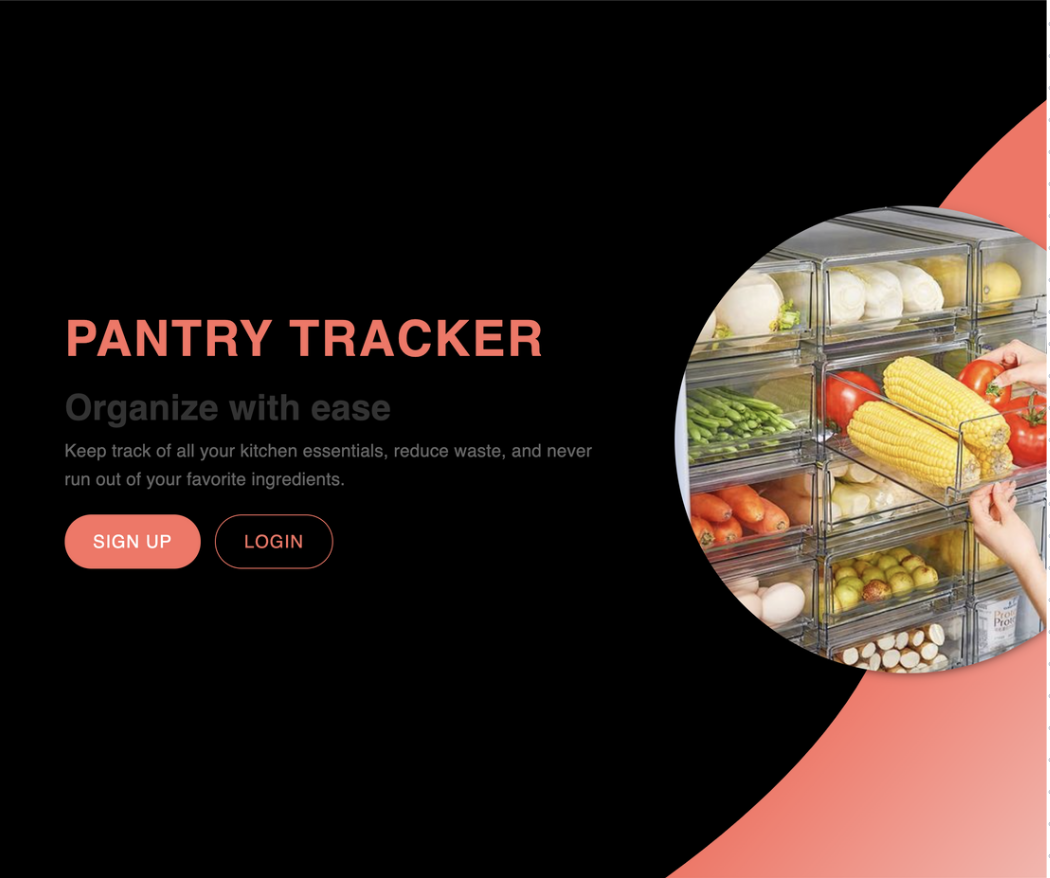 PANTRY TRACKER
Organize with ease
Keep track of all your kitchen essentials, reduce waste, and never
run out of your favorite ingredients.
SIGN UP
LOGIN